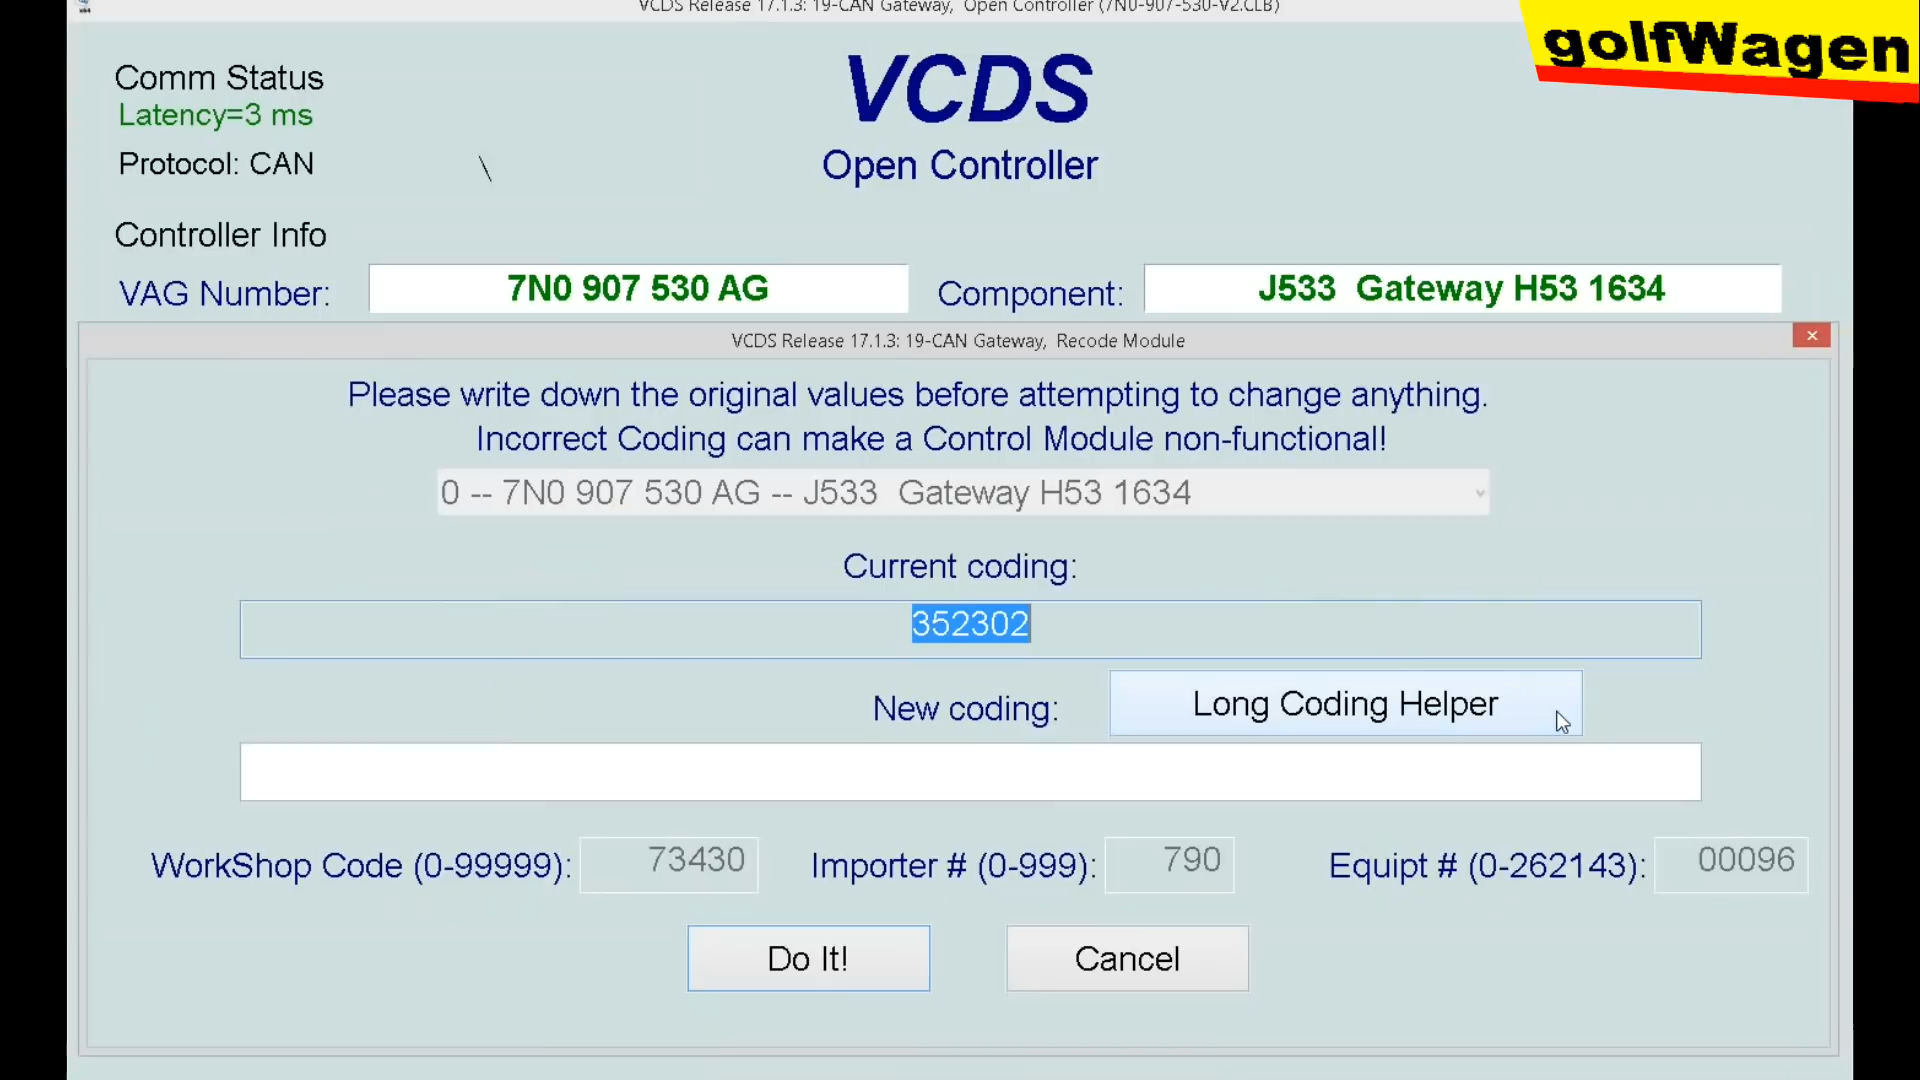 VCDS Release 17.1.3: 19-CAN Gateway, Open Controller (7N0-907-530-V2.CLB)
golfWagen
Comm Status
Latency=3 ms
Protocol: CAN
\
VCDS
Open Controller
Controller Info
VAG Number: 7N0 907 530 AG Component: J533 Gateway H53 1634
VCDS Release 17.1.3: 19-CAN Gateway, Recode Module
Please write down the original values before attempting to change anything.
Incorrect Coding can make a Control Module non-functional!
0 -- 7N0 907 530 AG -- J533 Gateway H53 1634
Current coding:
352302
New coding: Long Coding Helper
WorkShop Code (0-99999): 73430 Importer # (0-999): 790 Equipt # (0-262143): 00096
Do It! Cancel